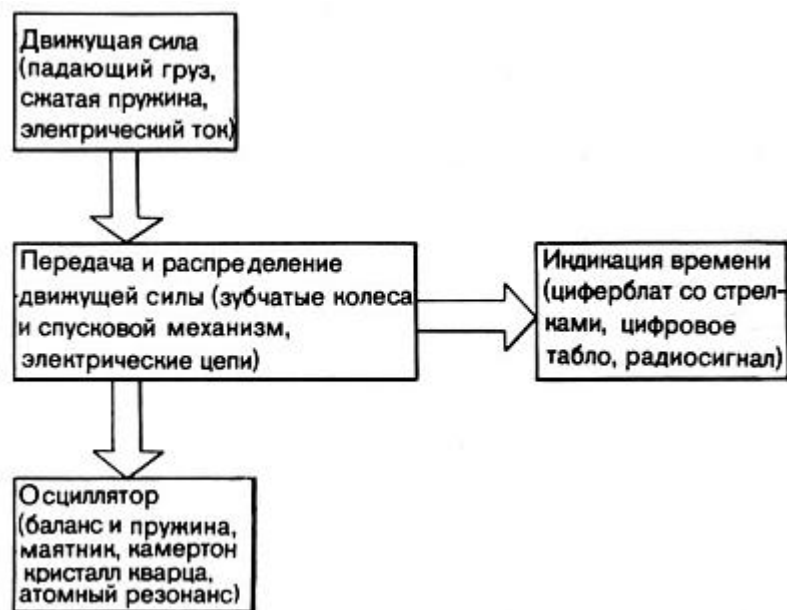 Движущая сила
(падающий груз,
сжатая пружина,
электрический ток)
Передача и распределение
движущей силы (зубчатые колеса
и спусковой механизм,
электрические цепи)
Индикация времени
(циферблат со стрел-
ками, цифровое
табло, радиосигнал)
Осциллятор
(баланс и пружина,
маятник, камертон
кристалл кварца,
атомный резонанс)